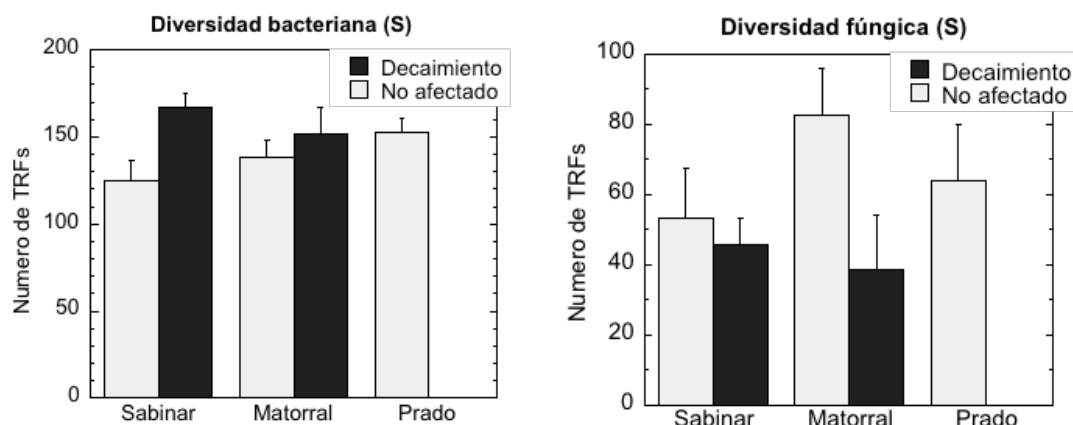 Diversidad bacteriana (S)
200
150
100
50
0
Numero de TRFs
Decaimiento
No afectado
Sabinar Matorral Prado
Diversidad fúngica (S)
100
80
60
40
20
0
Numero de TRFs
Decaimiento
No afectado
Sabinar Matorral Prado